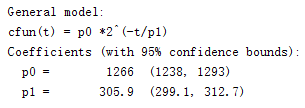 General model:
cfun(t) = p0 *2^(-t/p1)
Coefficients (with 95% confidence bounds):
p0 = 1266 (1238, 1293)
p1 = 305.9 (299.1, 312.7)